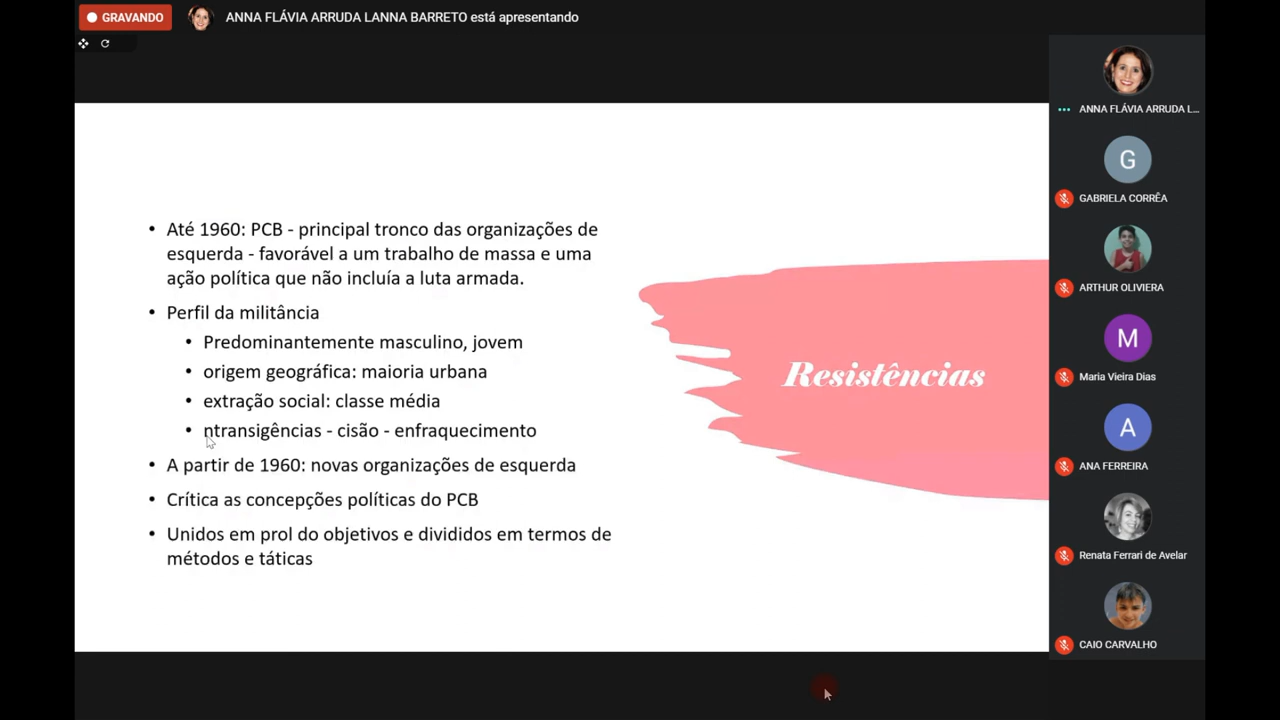 GRAVANDO
ANNA FLÁVIA ARRUDA LANNA BARRETO está apresentando
• Até 1960: PCB - principal tronco das organizações de
esquerda - favorável a um trabalho de massa e uma
ação política que não incluía a luta armada.
• Perfil da militância
• Predominantemente masculino, jovem
• origem geográfica: maioria urbana
• extração social: classe média
• ntransigências - cisão - enfraquecimento
• A partir de 1960: novas organizações de esquerda
• Crítica as concepções políticas do PCB
• Unidos em prol do objetivos e divididos em termos de
métodos e táticas
Resistências
ANNA FLÁVIA ARRUDA L...
G
GABRIELA CORRÊA
ARTHUR OLIVIERA
M
Maria Vieira Dias
A
ANA FERREIRA
Renata Ferrari de Avelar
CAIO CARVALHO